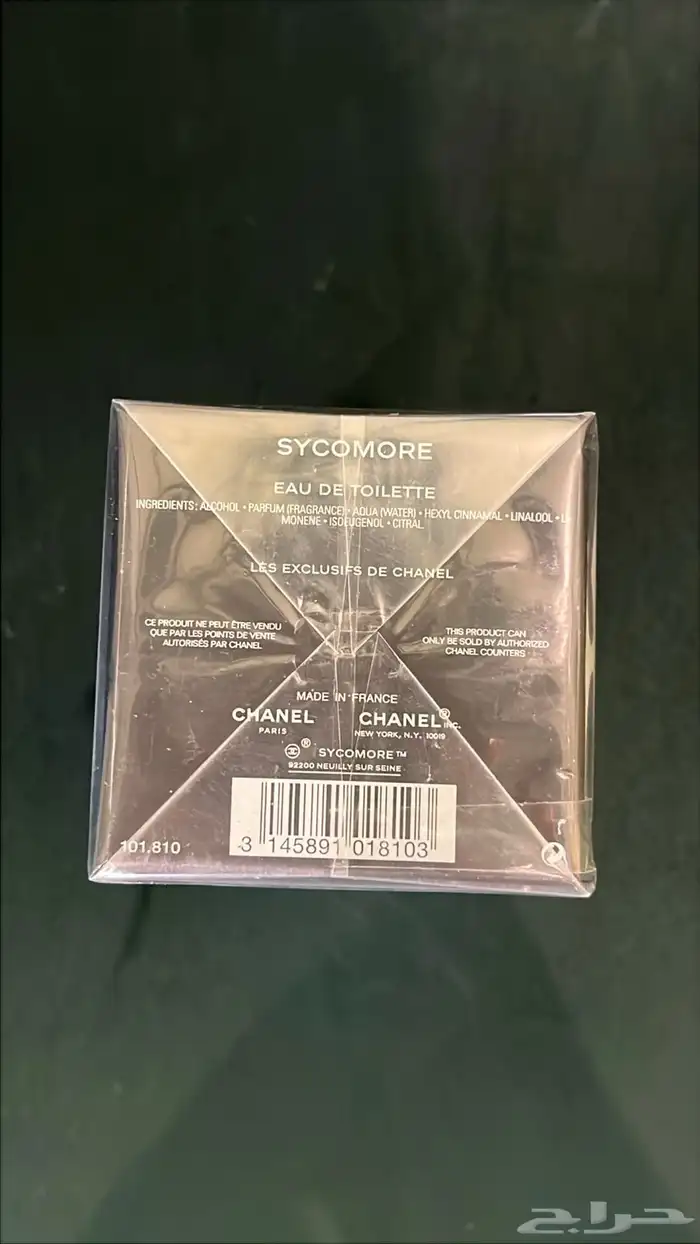 SYCOMORE
EAU DE TOILETTE
INGREDIENTS: ALCOHOL • PARFUM (FRAGRANCE) • AQUA (WATER) • HEXYL CINNAMAL • LINALOOL • LI-
MONENE • ISOEUGENOL • CITRAL
LES EXCLUSIFS DE CHANEL
CE PRODUIT NE PEUT ÊTRE VENDU
QUE PAR LES POINTS DE VENTE
AUTORISÉS PAR CHANEL
THIS PRODUCT CAN
ONLY BE SOLD BY AUTHORIZED
CHANEL COUNTERS
MADE IN FRANCE
CHANEL
PARIS
CHANEL® INC.
NEW YORK, N.Y. 10019
® SYCOMORE™
92200 NEUILLY SUR SEINE
3 145891 018103
101.810
حراج